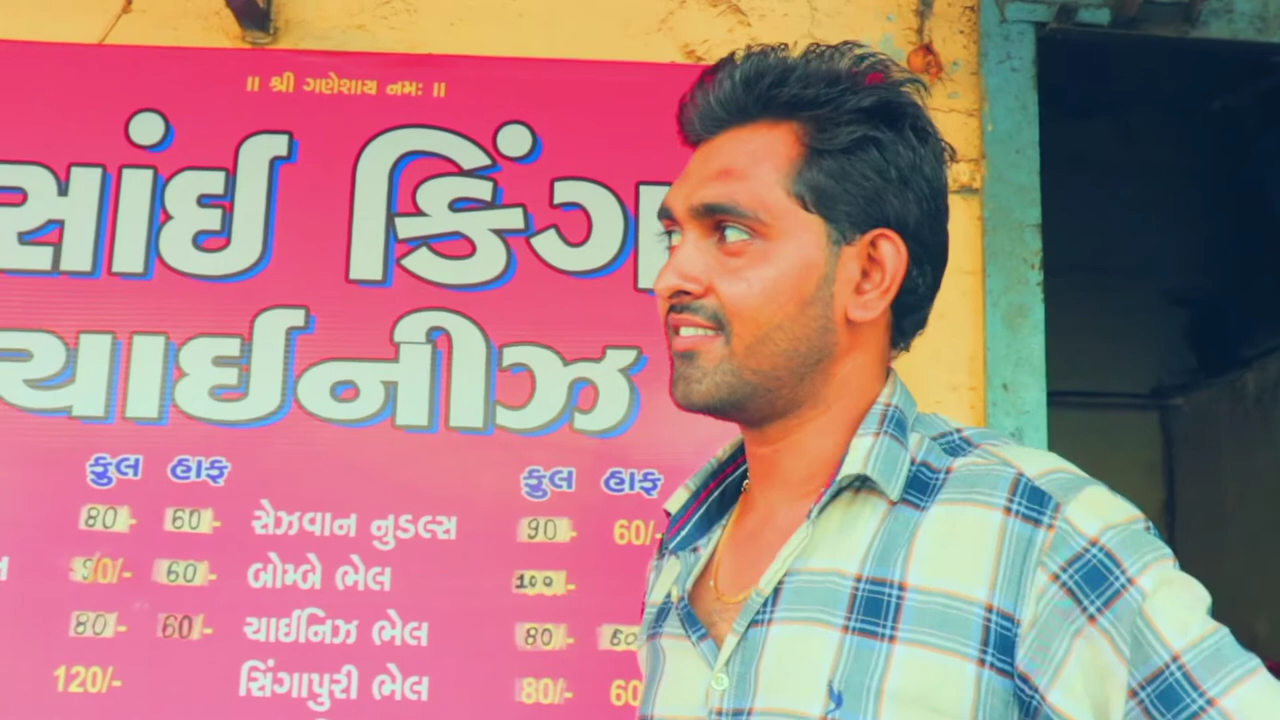 ॥ શ્રી ગણેશાય નમઃ ॥
સાંઈ કિંગ
ચાઈનીઝ
ફુલ હાફ ફુલ હાફ
80/- 60/- સેઝવાન નુડલ્સ 90/- 60/-
60/- બોમ્બે ભેલ 100/-
80/- 60/- ચાઈનિઝ ભેલ 80/- 60
120/- સિંગાપુરી ભેલ 80/- 60